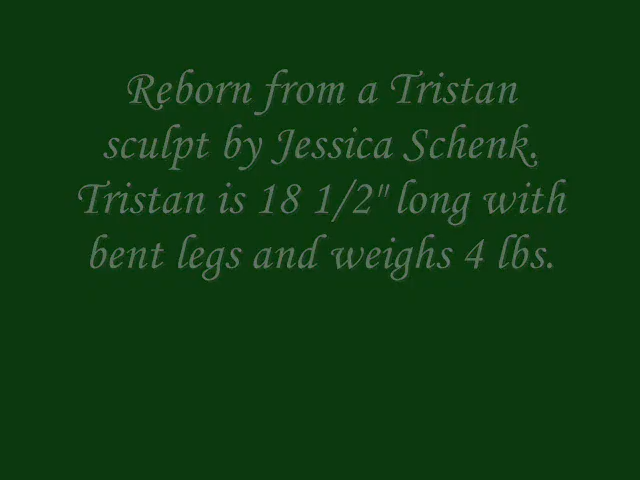 Reborn from a Tristan
sculpt by Jessica Schenk.
Tristan is 18 1/2" long with
bent legs and weighs 4 lbs.